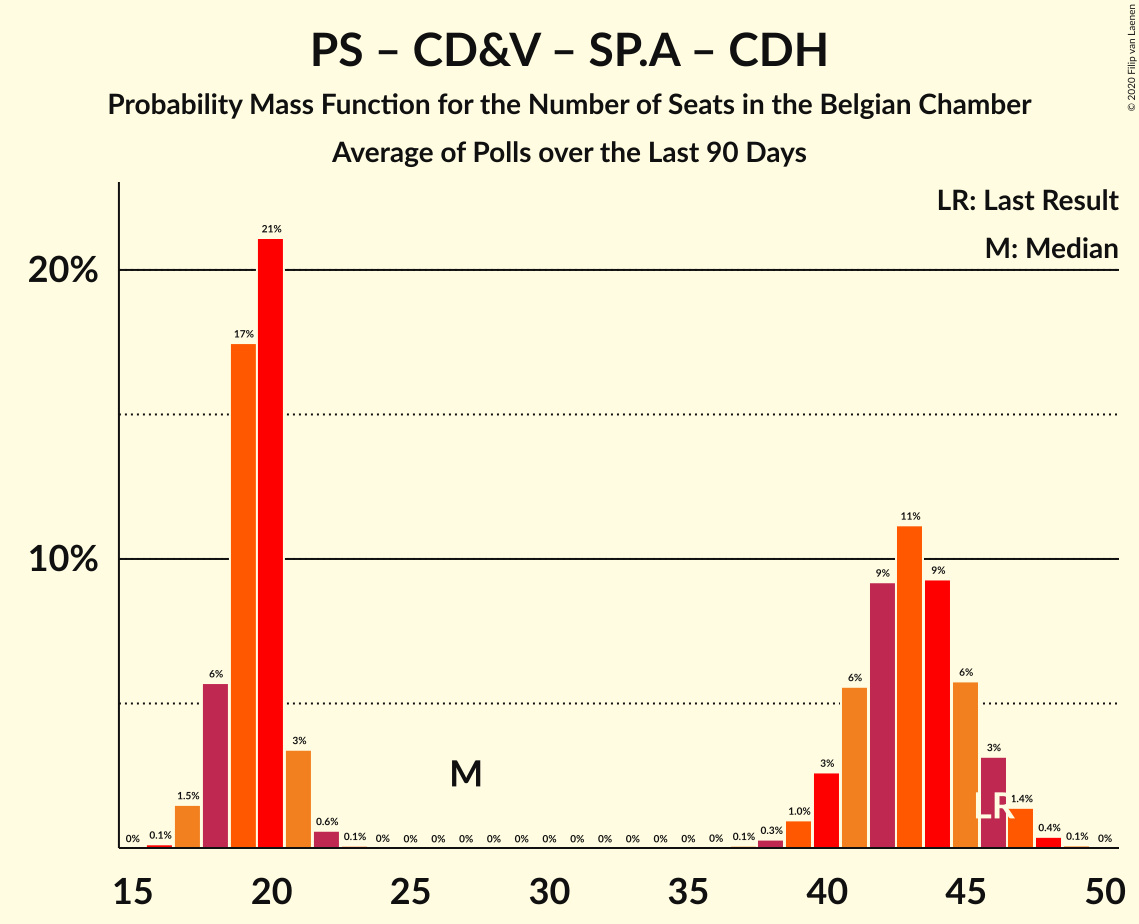 PS – CD&V – SP.A – CDH
Probability Mass Function for the Number of Seats in the Belgian Chamber
Average of Polls over the Last 90 Days
© 2020 Filip van Laenen
LR: Last Result
M: Median
20%
10%
0% 0.1% 1.5% 6% 17% 21% 3% 0.6% 0.1% 0% 0% 0% 0% 0% 0% 0% 0% 0% 0% 0% 0% 0% 0.1% 0.3% 1.0% 3% 6% 9% 11% 9% 6% 3% 1.4% 0.4% 0.1% 0%
M
LR
15 20 25 30 35 40 45 50